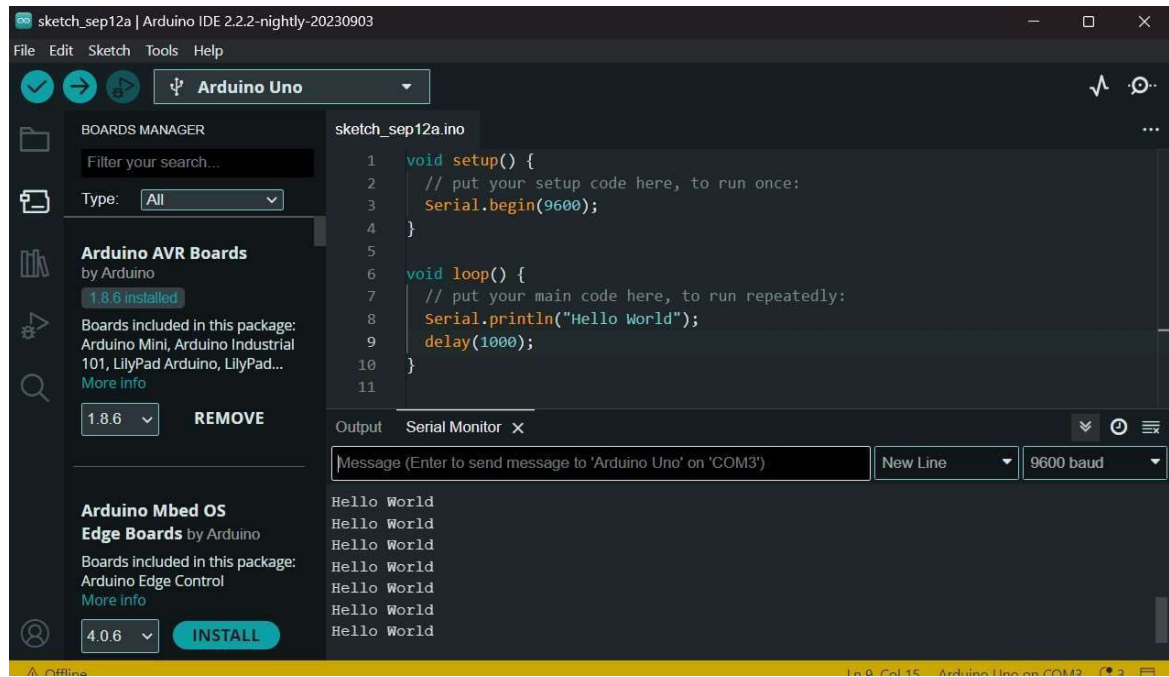 sketch_sep12a | Arduino IDE 2.2.2-nightly-20230903
File Edit Sketch Tools Help
Arduino Uno
BOARDS MANAGER
Filter your search...
Type: All
Arduino AVR Boards
by Arduino
1.8.6 installed
Boards included in this package:
Arduino Mini, Arduino Industrial
101, LilyPad Arduino, LilyPad...
More info
1.8.6 REMOVE
Arduino Mbed OS
Edge Boards by Arduino
Boards included in this package:
Arduino Edge Control
More info
4.0.6 INSTALL
sketch_sep12a.ino
1 void setup() {
2 // put your setup code here, to run once:
3 Serial.begin(9600);
4 }
5
6 void loop() {
7 // put your main code here, to run repeatedly:
8 Serial.println("Hello World");
9 delay(1000);
10 }
11
Output Serial Monitor
Message (Enter to send message to 'Arduino Uno' on 'COM3') New Line 9600 baud
Hello World
Hello World
Hello World
Hello World
Hello World
Hello World
Hello World
Offline Ln 9, Col 15 Arduino Uno on COM3 3